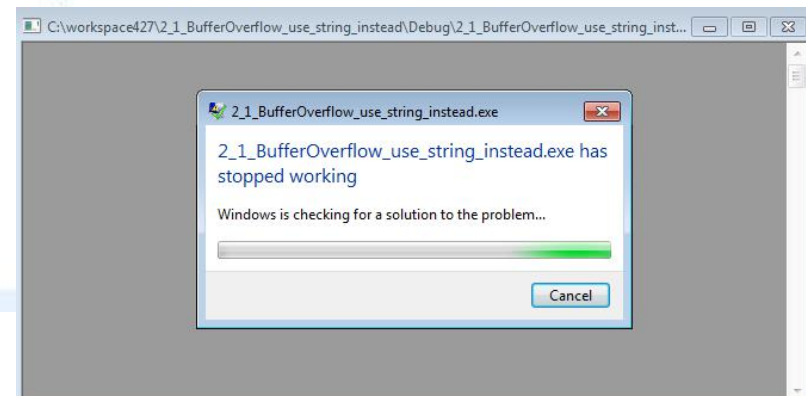 C:\workspace427\2_1_BufferOverflow_use_string_instead\Debug\2_1_BufferOverflow_use_string_inst...
2_1_BufferOverflow_use_string_instead.exe
2_1_BufferOverflow_use_string_instead.exe has
stopped working
Windows is checking for a solution to the problem...
Cancel